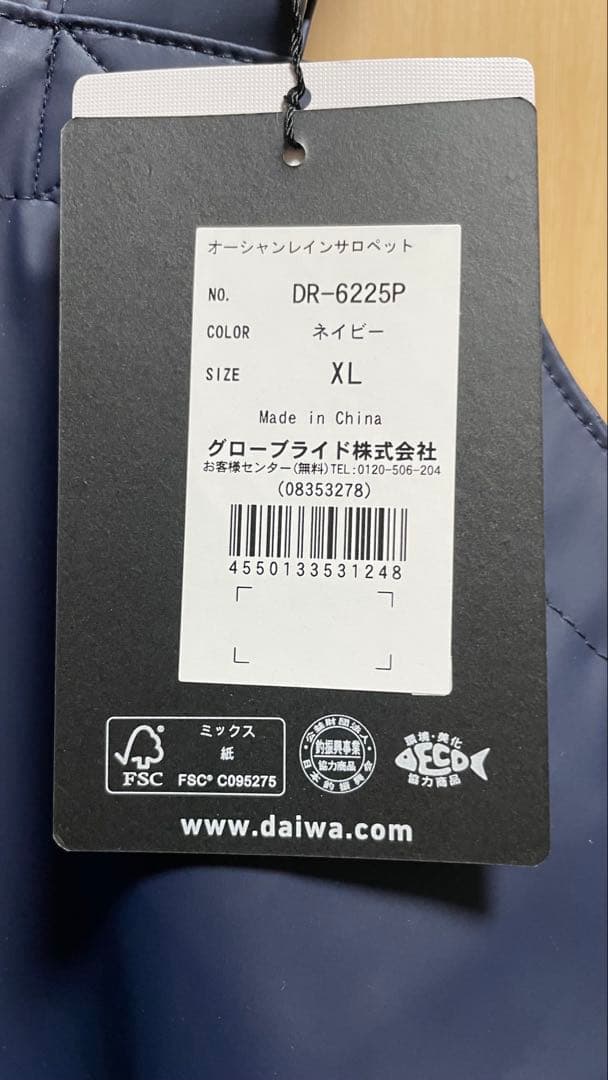 オーシャンレインサロペット
NO. DR-6225P
COLOR ネイビー
SIZE XL
Made in China
グローブライド株式会社
お客様センター(無料)TEL:0120-506-204
(08353278)
4550133531248
ミックス
紙
FSC
FSC® C095275
公益財団法人
釣振興事業
協力商品
日本釣振興会
環境・美化
ECO
協力商品
www.daiwa.com